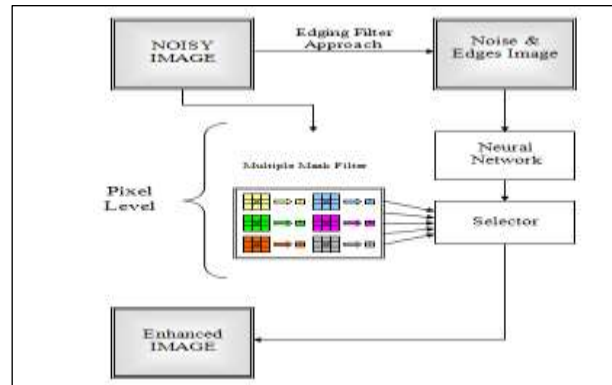 NOISY
IMAGE
Edging Filter
Approach
Noise &
Edges Image
Neural
Network
Multiple Mask Filter
Pixel
Level
Selector
Enhanced
IMAGE